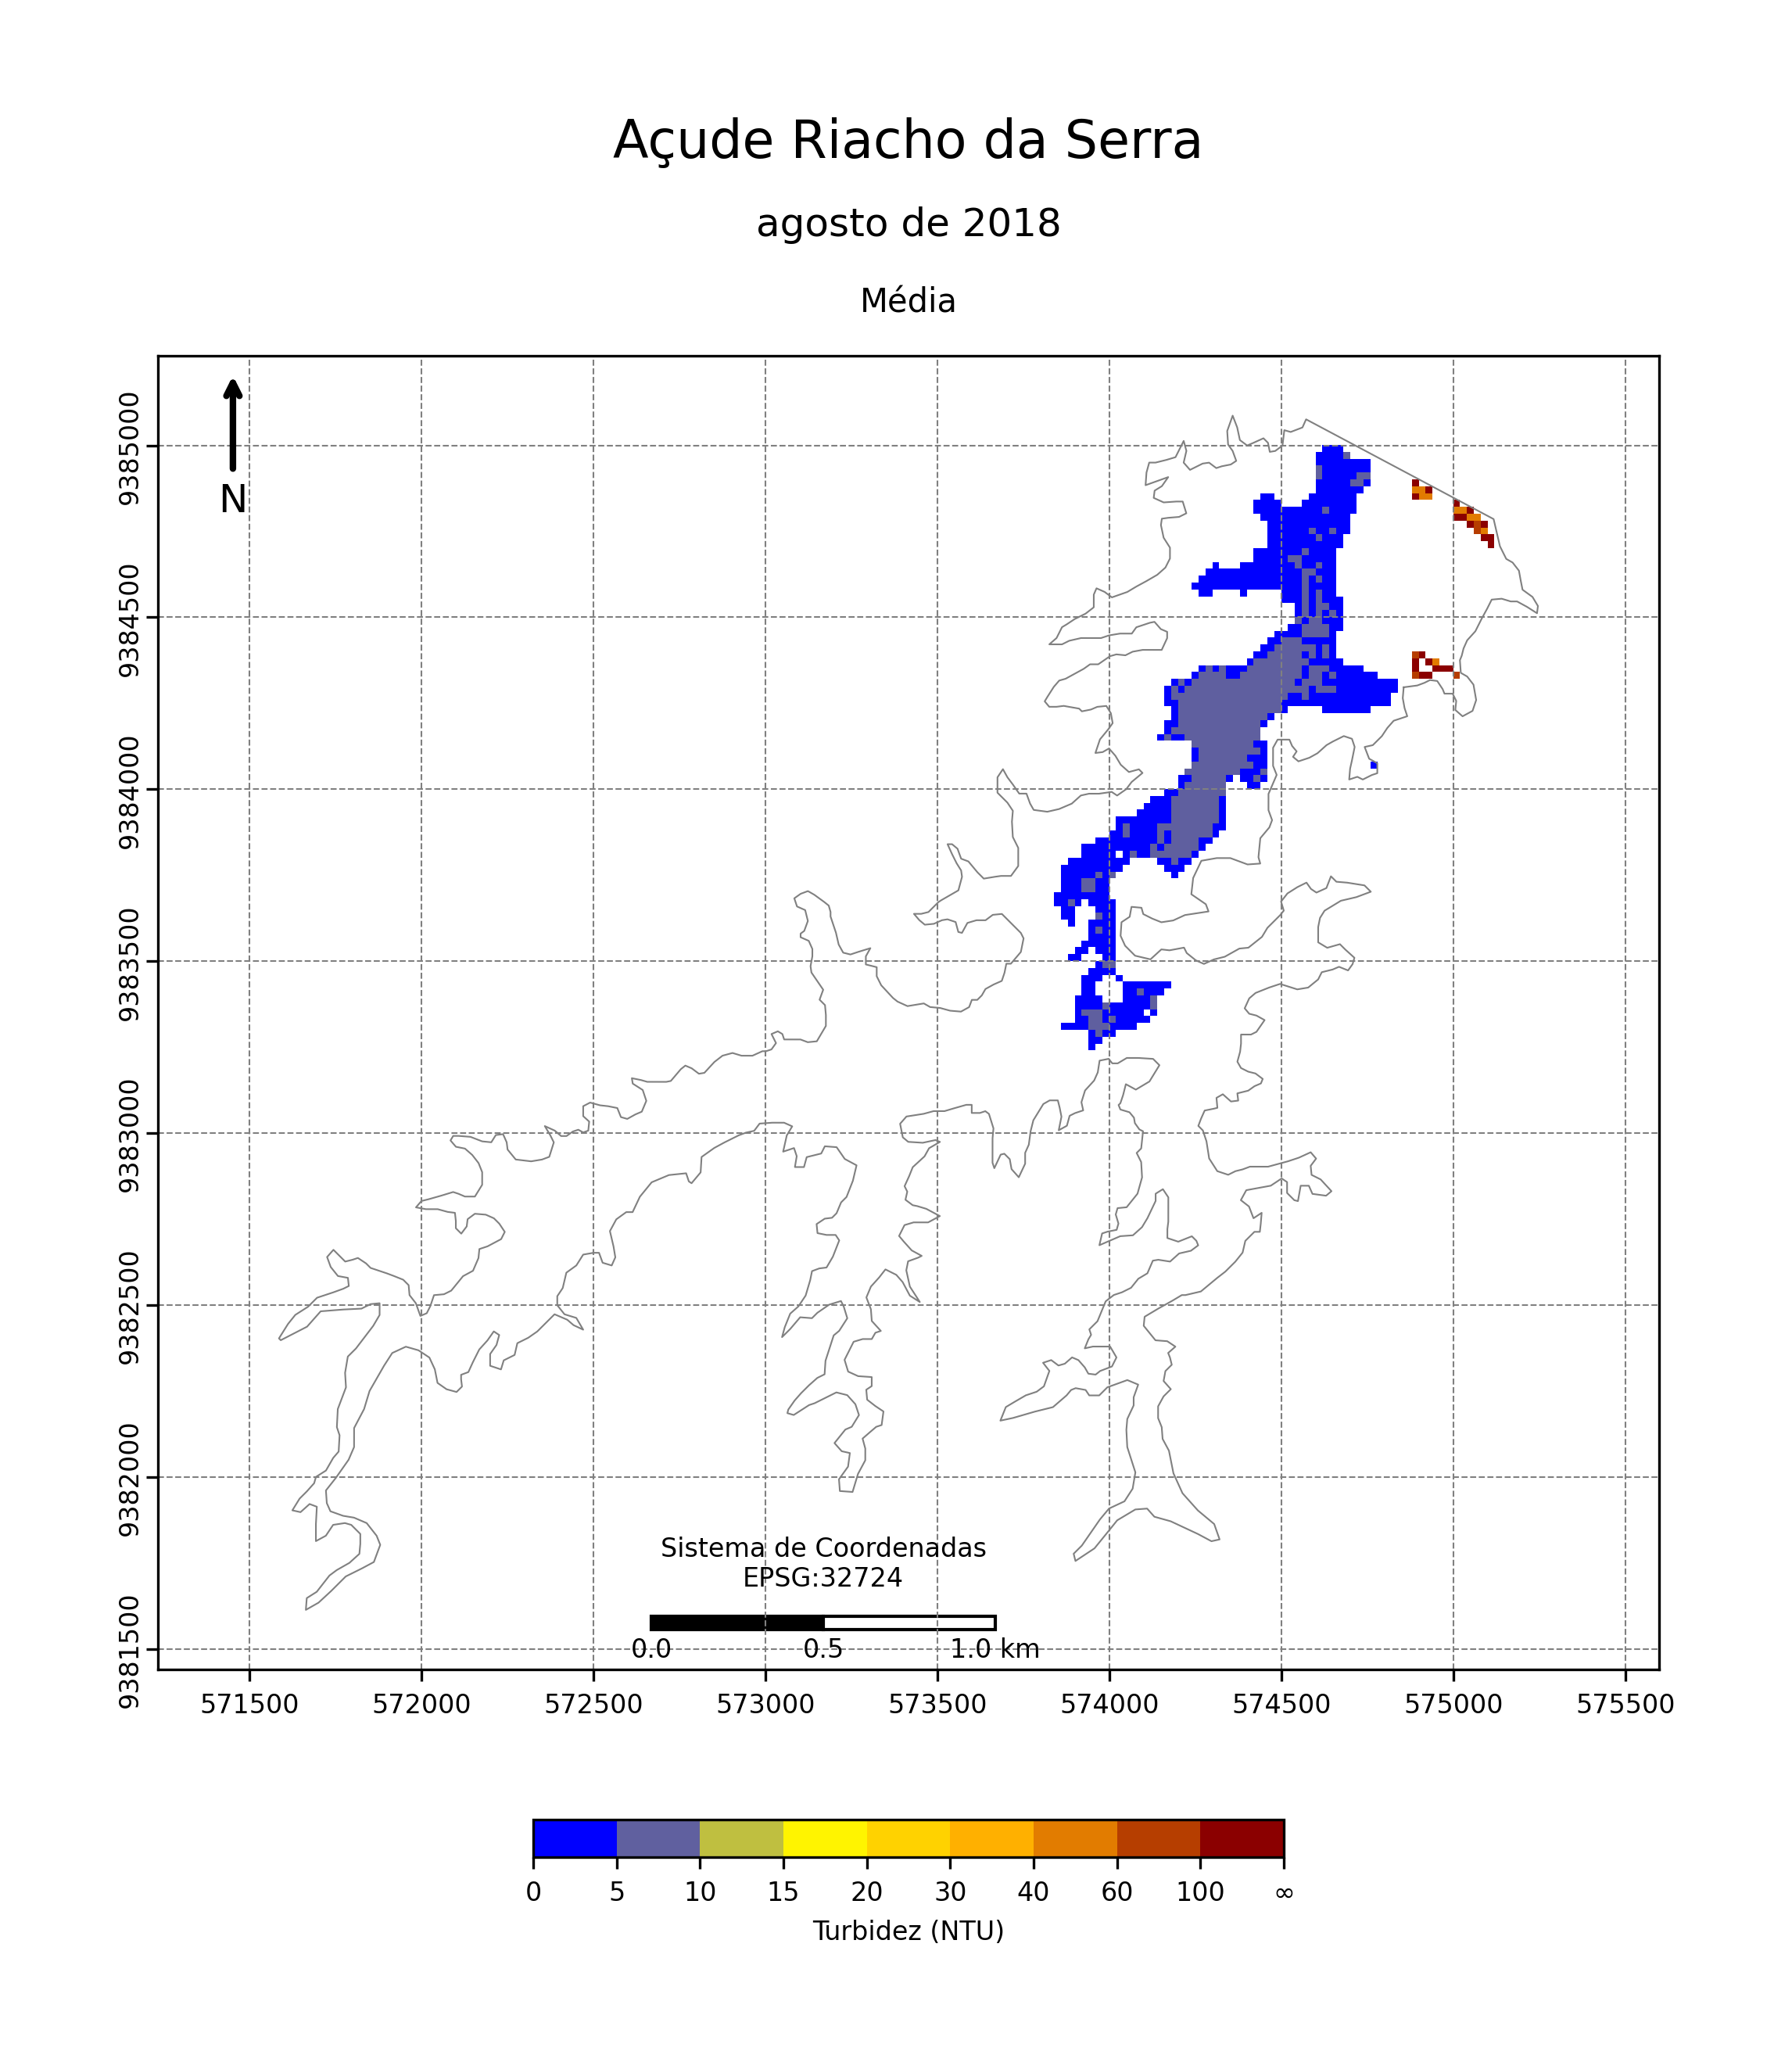 Açude Riacho da Serra
agosto de 2018
Média
N
9385000
9384500
9384000
9383500
9383000
9382500
9382000
9381500
Sistema de Coordenadas
EPSG:32724
0.0 0.5 1.0 km
571500 572000 572500 573000 573500 574000 574500 575000 575500
0 5 10 15 20 30 40 60 100 ∞
Turbidez (NTU)